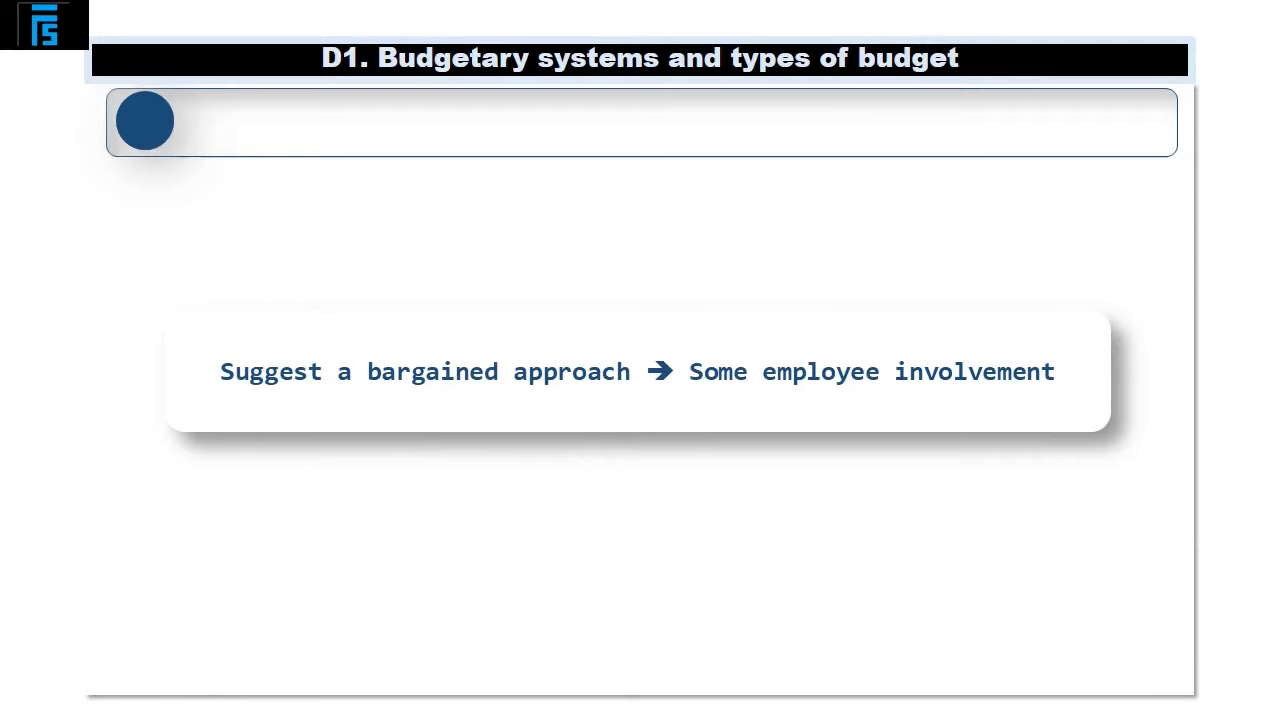 D1. Budgetary systems and types of budget
Suggest a bargained approach ➔ Some employee involvement